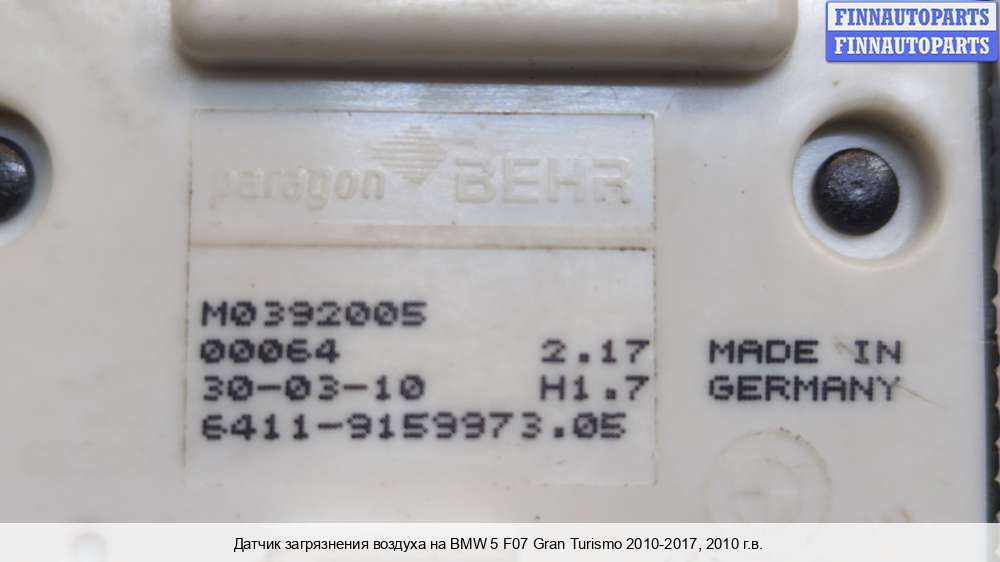 FINNAUTOPARTS
FINNAUTOPARTS
paragon BEHR
M0392005
00064 2.17
30-03-10 H1.7
6411-9159973.05
MADE IN
GERMANY
Датчик загрязнения воздуха на BMW 5 F07 Gran Turismo 2010-2017, 2010 г.в.